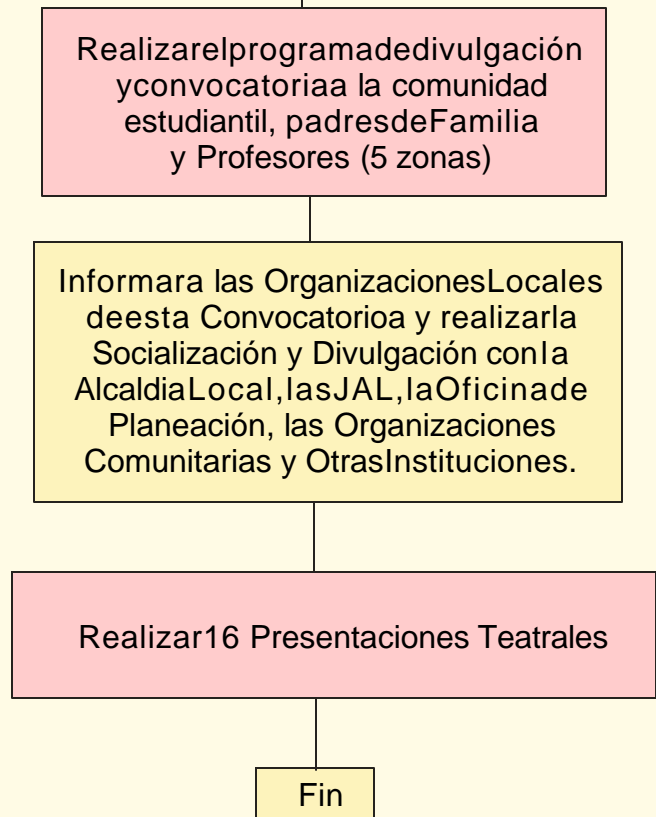 Realizarelprogramadedivulgación
yconvocatoriaa la comunidad
estudiantil, padresdeFamilia
y Profesores (5 zonas)
Informara las OrganizacionesLocales
deesta Convocatorioa y realizarla
Socialización y Divulgación conla
AlcaldiaLocal,lasJAL,laOficinade
Planeación, las Organizaciones
Comunitarias y OtrasInstituciones.
Realizar16 Presentaciones Teatrales
Fin